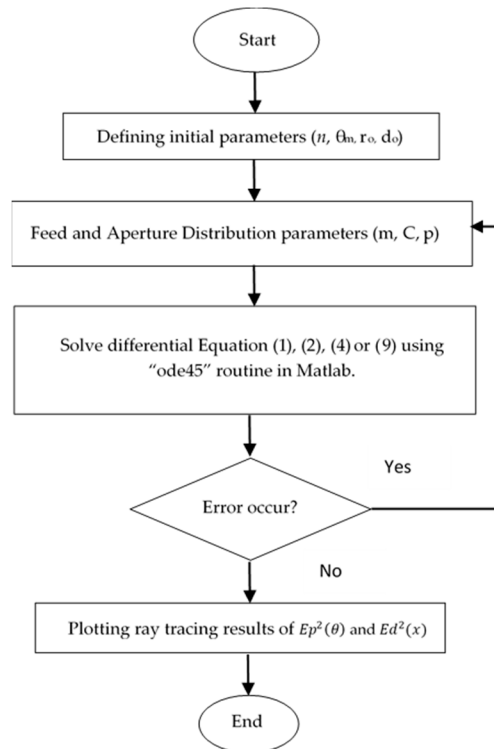 Start
Defining initial parameters (n, θm, ro, do)
Feed and Aperture Distribution parameters (m, C, p)
Solve differential Equation (1), (2), (4) or (9) using
“ode45” routine in Matlab.
Yes
Error occur?
No
Plotting ray tracing results of Ep²(θ) and Ed²(x)
End